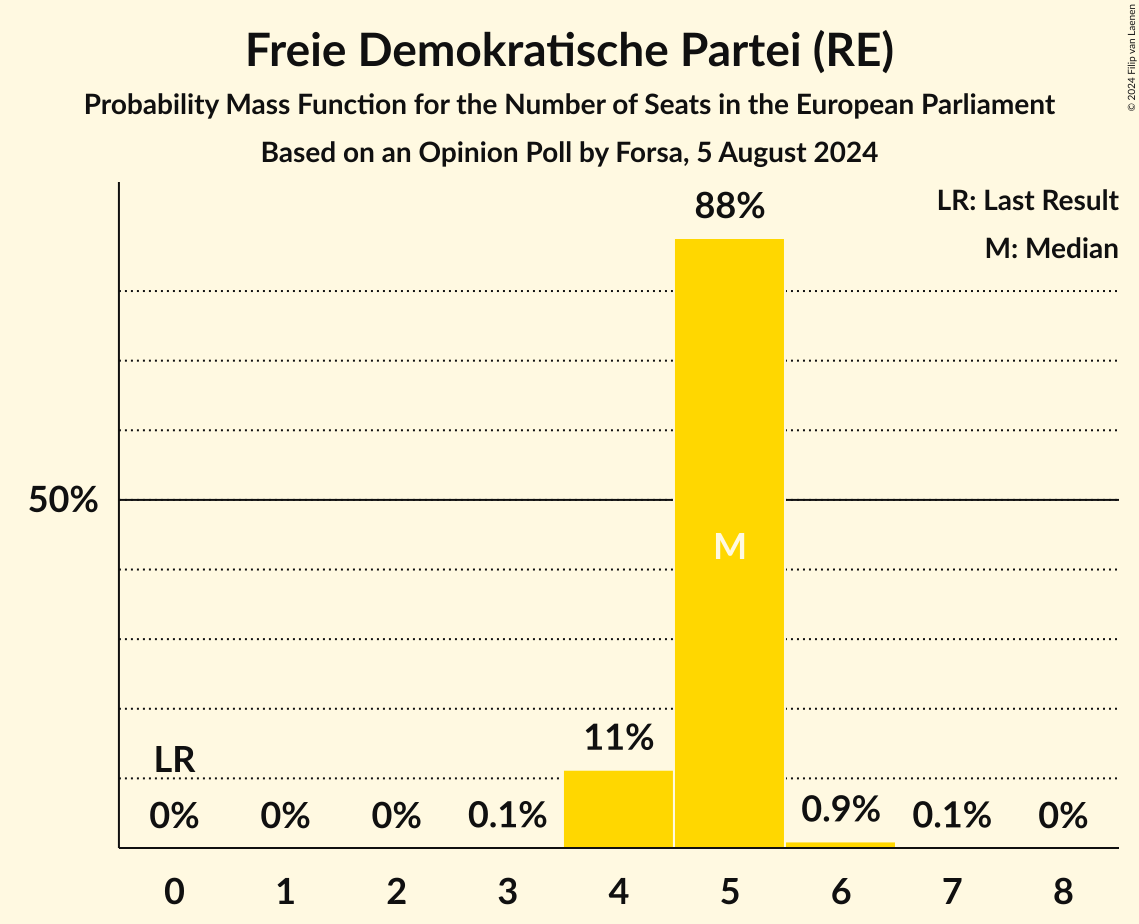 Freie Demokratische Partei (RE)
Probability Mass Function for the Number of Seats in the European Parliament
Based on an Opinion Poll by Forsa, 5 August 2024
© 2024 Filip van Laenen
LR: Last Result
M: Median
88%
50%
M
11%
LR
0% 0% 0% 0.1% 0.9% 0.1% 0%
0 1 2 3 4 5 6 7 8